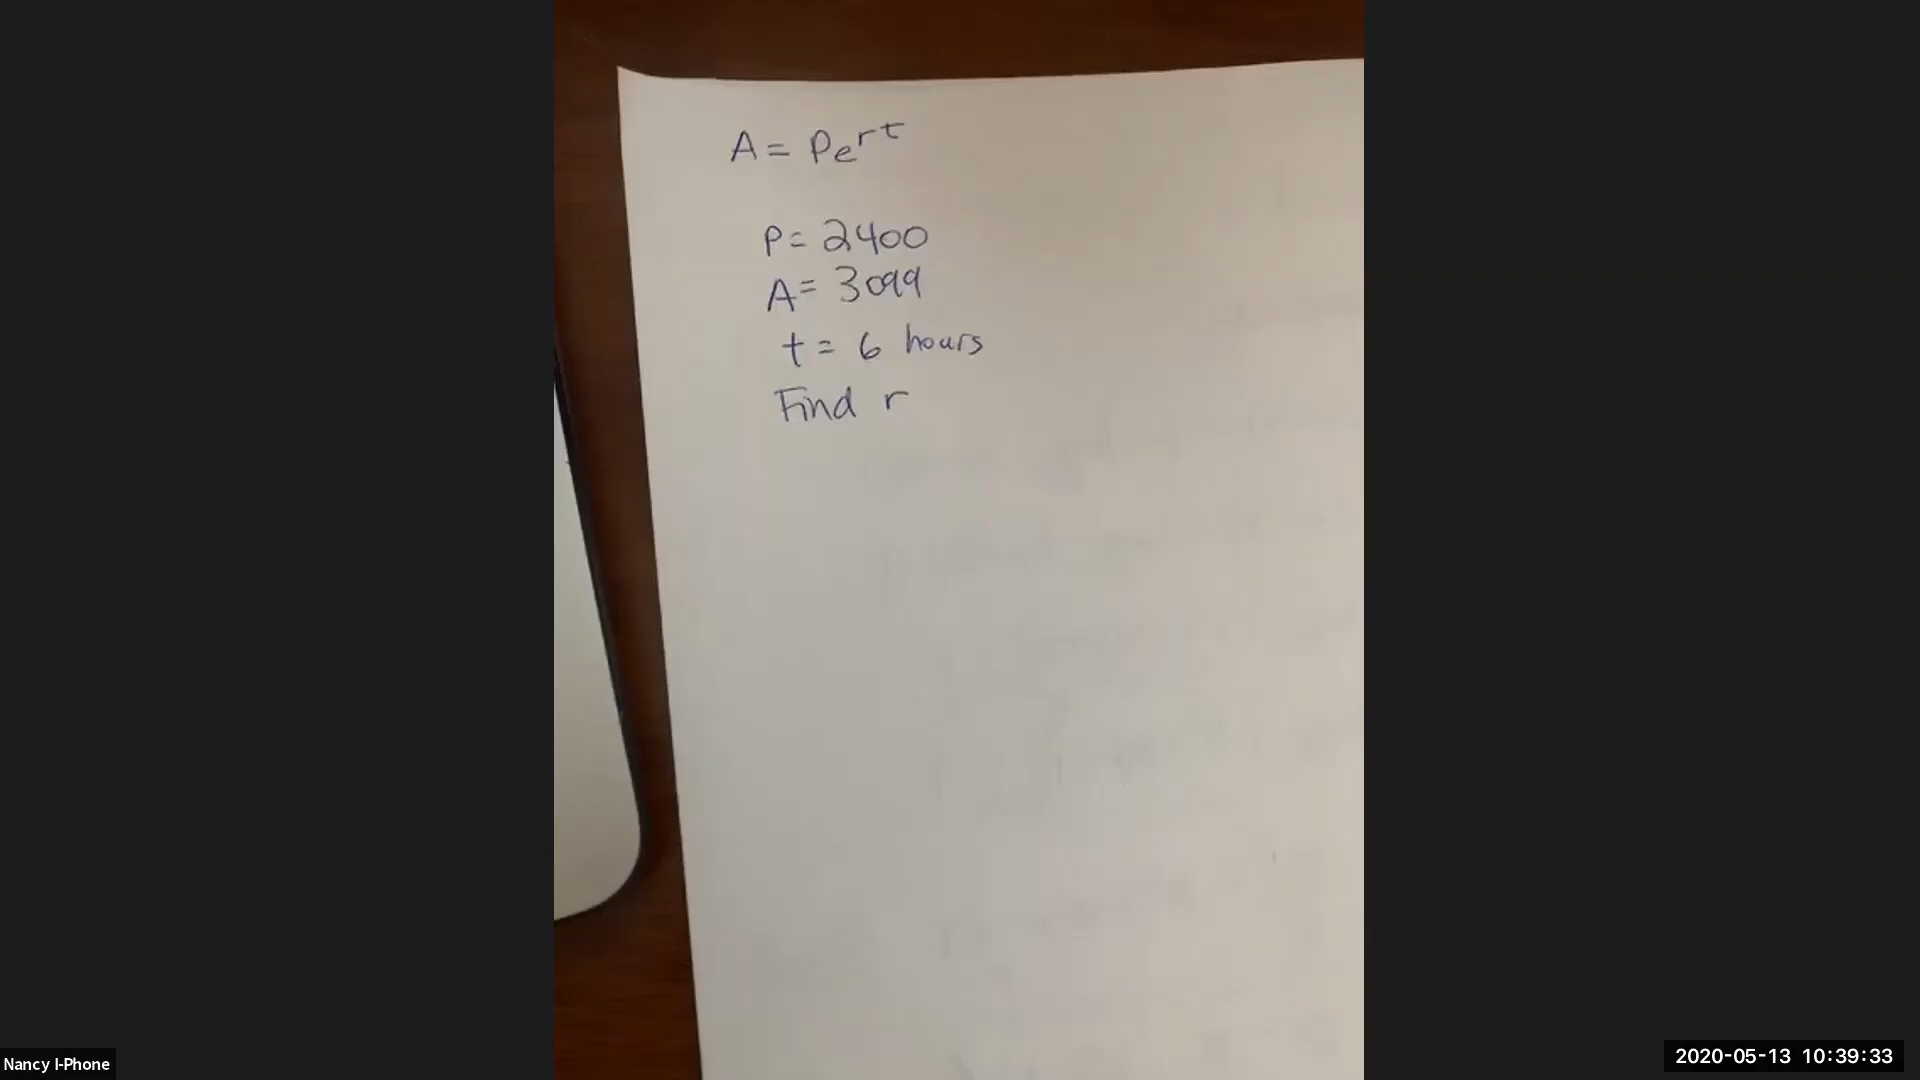 A = Pe^rt
P = 2400
A = 3099
t = 6 hours
Find r
Nancy I-Phone
2020-05-13 10:39:33